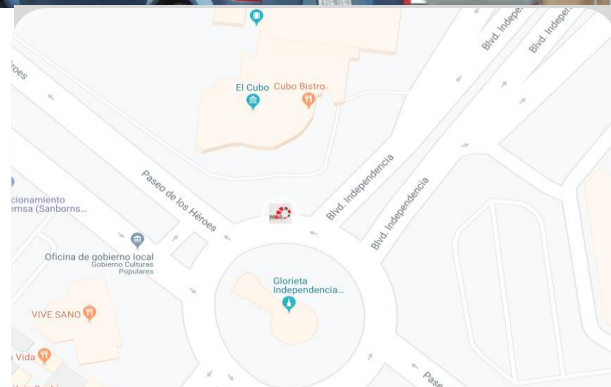 Blvd. Indepe
Blvd. Indepen
El Cubo
Cubo Bistro
Paseo de los Héroes
Blvd. Independencia
Blvd. Independencia
cionamiento
emsa (Sanborns...
Oficina de gobierno local
Gobierno Culturas
Populares
Glorieta
Independencia...
VIVE SANO
Vida
Pase